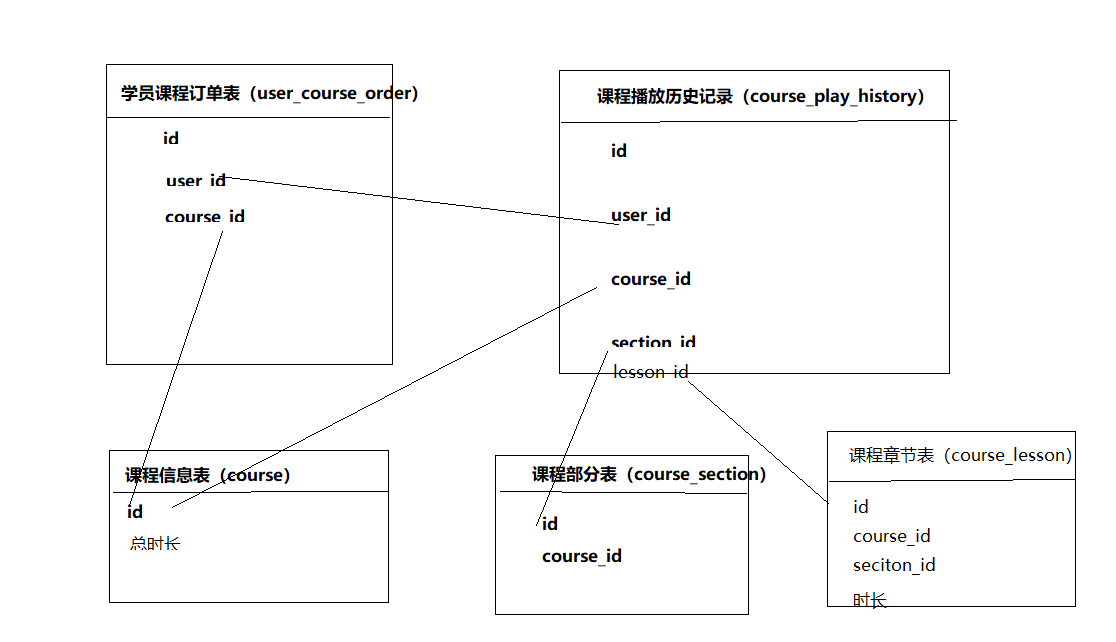 学员课程订单表（user_course_order）
id
user_id
course_id
课程播放历史记录（course_play_history）
id
user_id
course_id
section_id
lesson_id
课程信息表（course）
id
总时长
课程部分表（course_section）
id
course_id
课程章节表（course_lesson）
id
course_id
seciton_id
时长